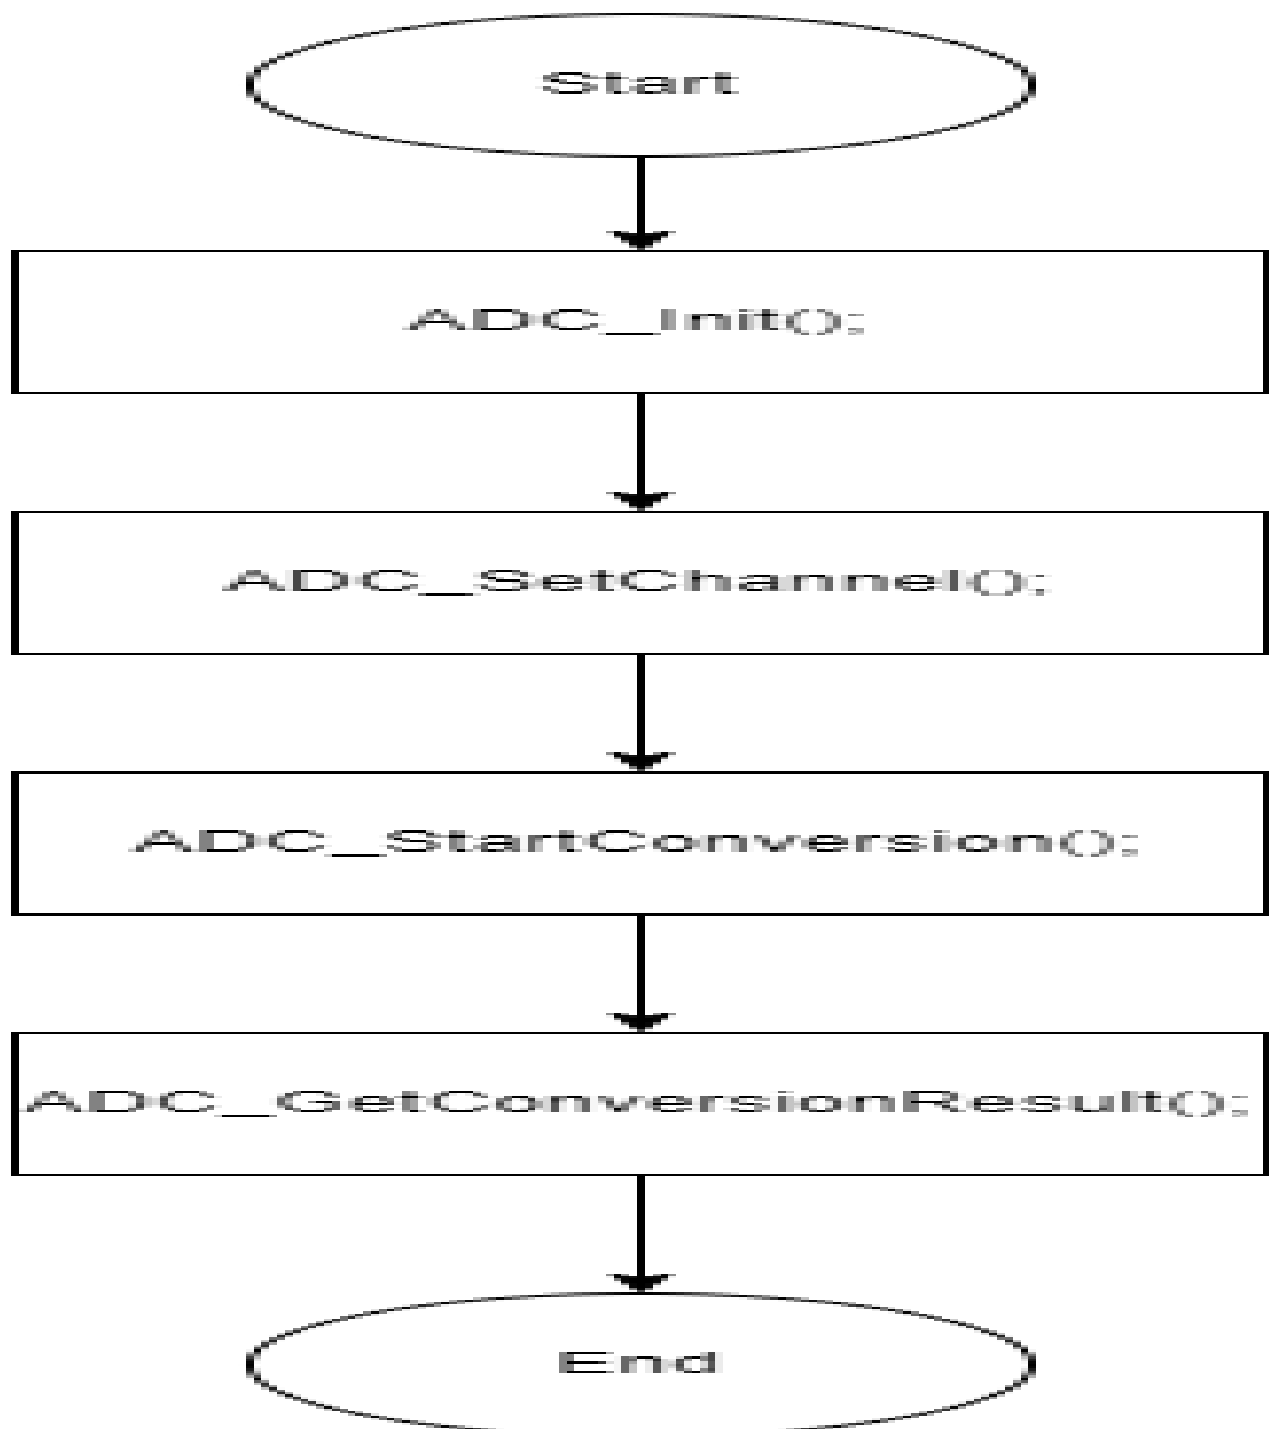 Start
ADC_Init();
ADC_SetChannel();
ADC_StartConversion();
ADC_GetConversionResult();
End